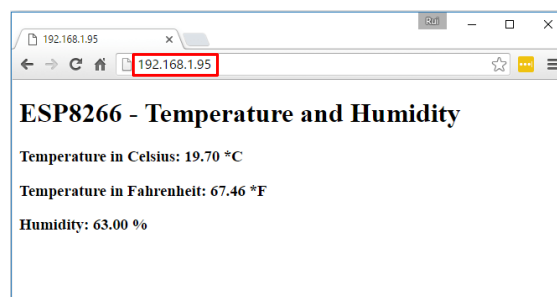 Rui
192.168.1.95
192.168.1.95
ESP8266 - Temperature and Humidity
Temperature in Celsius: 19.70 *C
Temperature in Fahrenheit: 67.46 *F
Humidity: 63.00 %